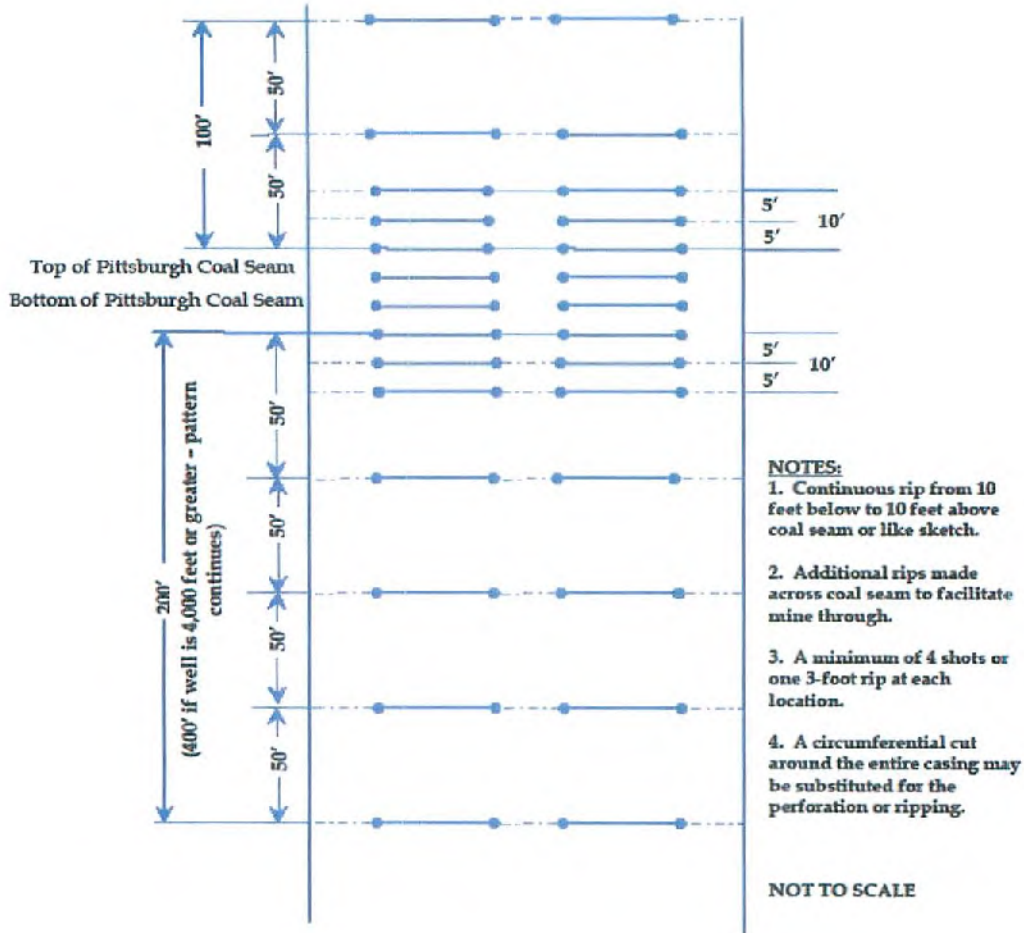 50'
100'
50'
5'
10'
5'
Top of Pittsburgh Coal Seam
Bottom of Pittsburgh Coal Seam
5'
10'
5'
50'
200'
(400' if well is 4,000 feet or greater – pattern
continues)
50'
50'
50'
NOTES:
1. Continuous rip from 10
feet below to 10 feet above
coal seam or like sketch.
2. Additional rips made
across coal seam to facilitate
mine through.
3. A minimum of 4 shots or
one 3-foot rip at each
location.
4. A circumferential cut
around the entire casing may
be substituted for the
perforation or ripping.
NOT TO SCALE